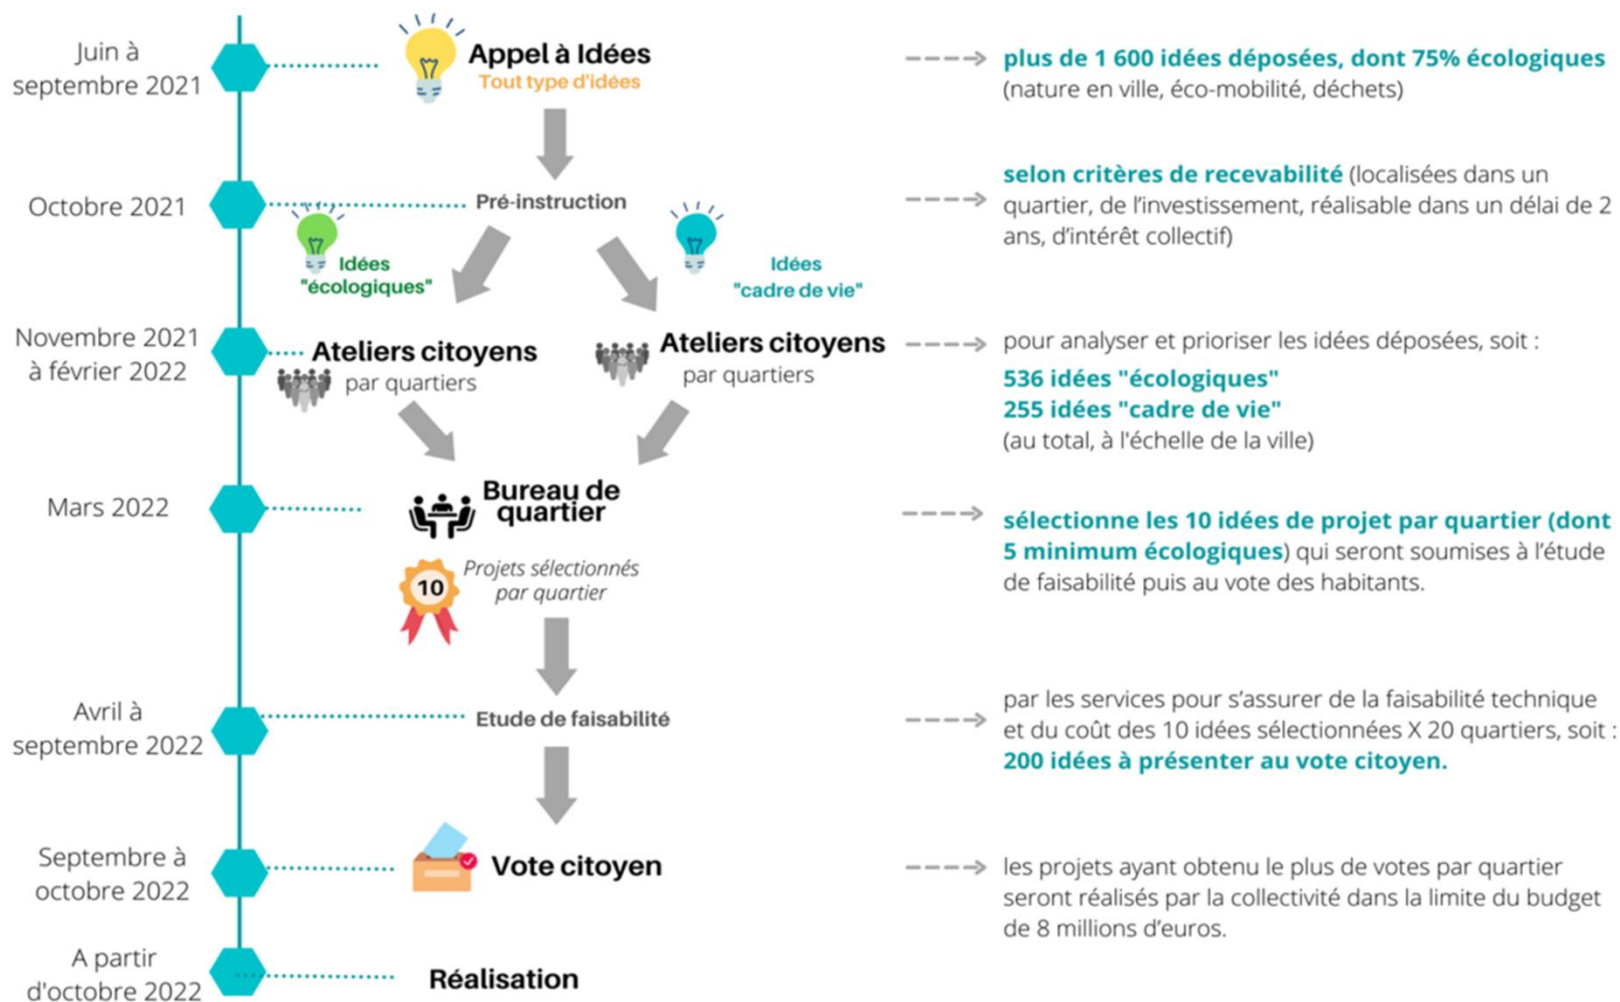 Juin à
septembre 2021
Appel à Idées
Tout type d'idées
plus de 1 600 idées déposées, dont 75% écologiques
(nature en ville, éco-mobilité, déchets)
Octobre 2021
Pré-instruction
selon critères de recevabilité (localisées dans un
quartier, de l'investissement, réalisable dans un délai de 2
ans, d'intérêt collectif)
Idées
"écologiques"
Idées
"cadre de vie"
Novembre 2021
à février 2022
Ateliers citoyens
par quartiers
Ateliers citoyens
par quartiers
pour analyser et prioriser les idées déposées, soit :
536 idées "écologiques"
255 idées "cadre de vie"
(au total, à l'échelle de la ville)
Mars 2022
Bureau de
quartier
10
Projets sélectionnés
par quartier
sélectionne les 10 idées de projet par quartier (dont
5 minimum écologiques) qui seront soumises à l'étude
de faisabilité puis au vote des habitants.
Avril à
septembre 2022
Etude de faisabilité
par les services pour s'assurer de la faisabilité technique
et du coût des 10 idées sélectionnées X 20 quartiers, soit :
200 idées à présenter au vote citoyen.
Septembre à
octobre 2022
Vote citoyen
les projets ayant obtenu le plus de votes par quartier
seront réalisés par la collectivité dans la limite du budget
de 8 millions d'euros.
A partir
d'octobre 2022
Réalisation